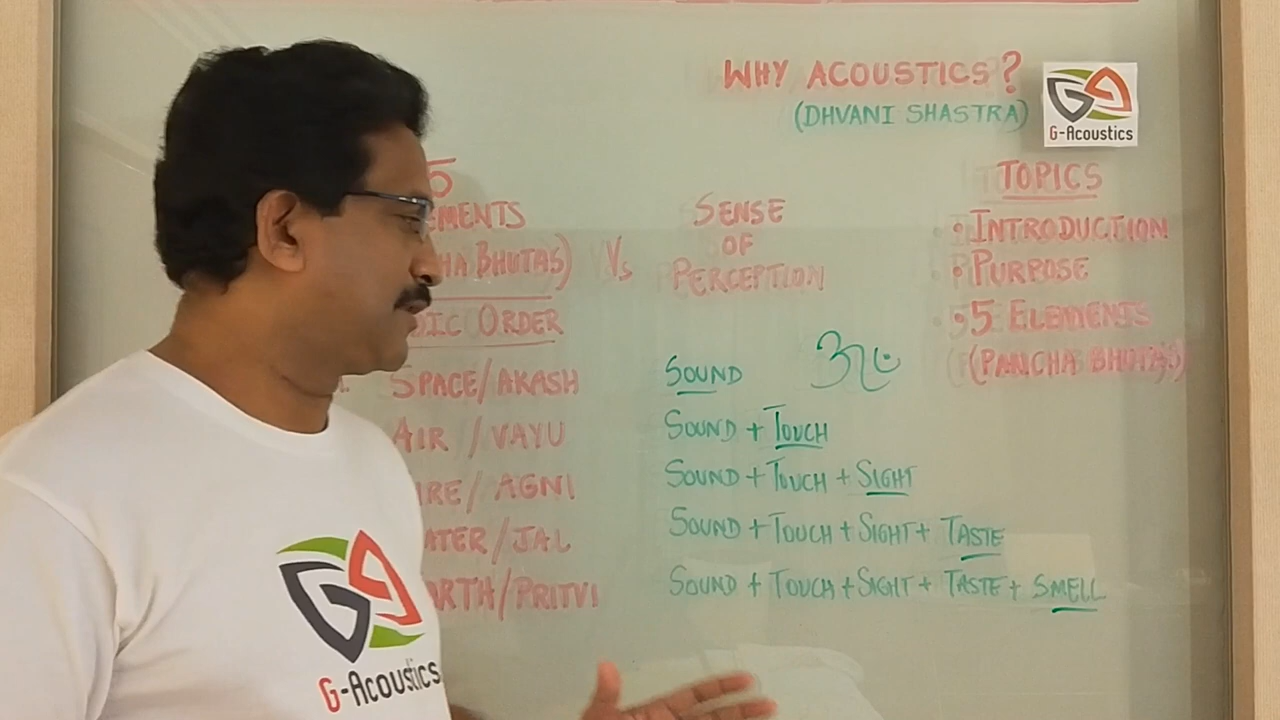 WHY ACOUSTICS?
(DHVANI SHASTRA)
G-Acoustics
5
EMENTS
HA BHUTAS)
Vs
SENSE
OF
PERCEPTION
DIC ORDER
SPACE/AKASH
SOUND
AIR / VAYU
SOUND + TOUCH
IRE/AGNI
SOUND + TOUCH + SIGHT
ATER/JAL
SOUND + TOUCH + SIGHT + TASTE
ARTH/PRITVI
SOUND + TOUCH + SIGHT + TASTE + SMELL
TOPICS
• INTRODUCTION
• PURPOSE
• 5 ELEMENTS
(PANCHA BHUTAS)
G-Acoustics